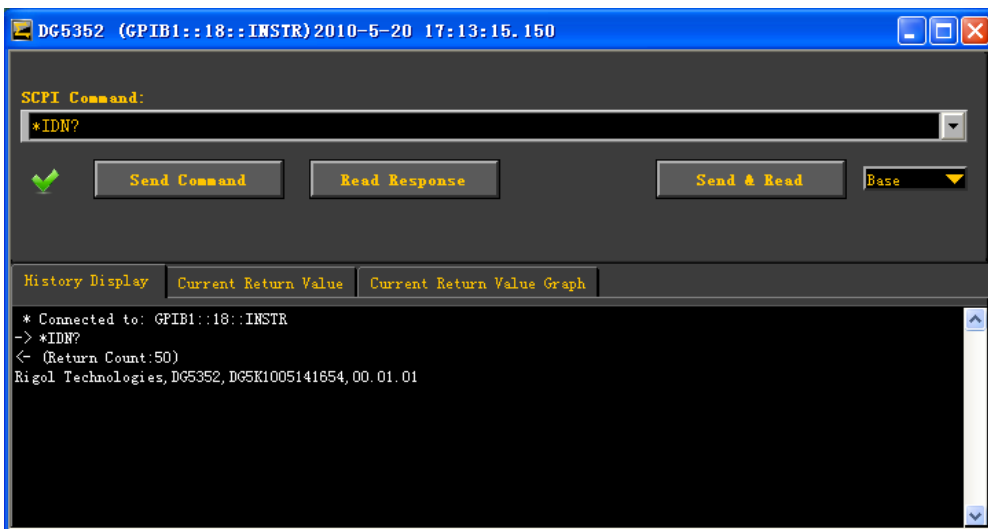 DG5352 (GPIB1::18::INSTR)2010-5-20 17:13:15.150
SCPI Command:
*IDN?
Send Command Read Response Send & Read Base
History Display Current Return Value Current Return Value Graph
* Connected to: GPIB1::18::INSTR
-> *IDN?
<- (Return Count:50)
Rigol Technologies,DG5352,DG5K1005141654,00.01.01